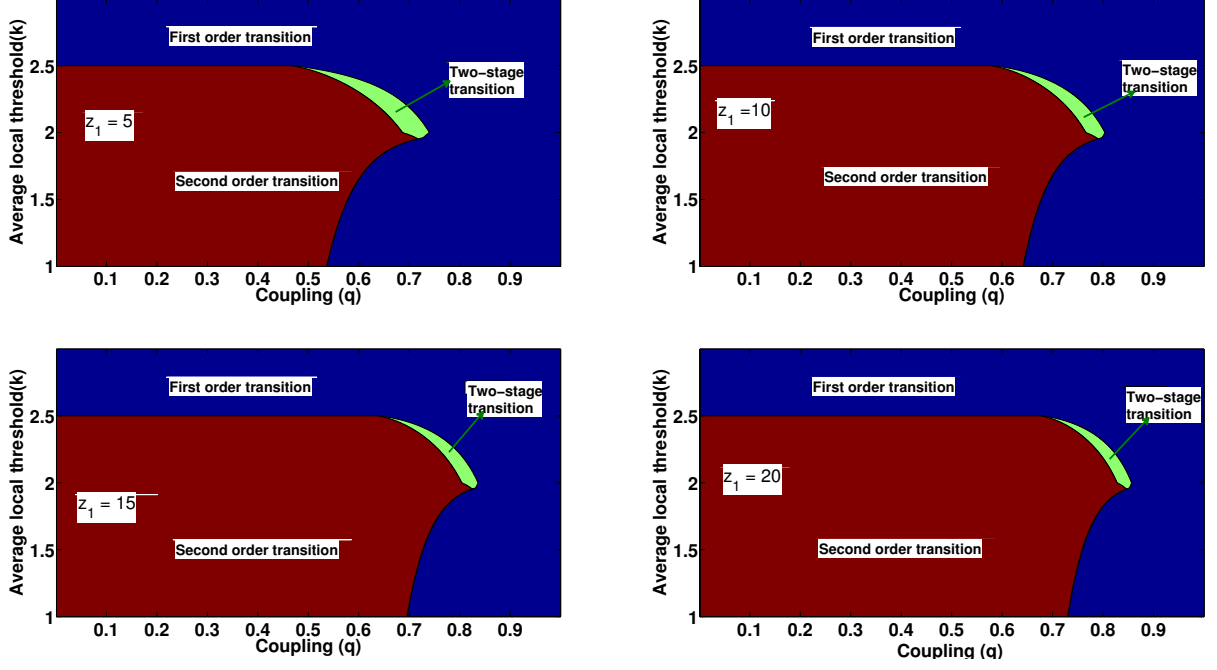 First order transition
Two-stage
transition
z1 = 5
Second order transition
Average local threshold(k)
2.5
2
1.5
1
0.1 0.2 0.3 0.4 0.5 0.6 0.7 0.8 0.9
Coupling (q)
First order transition
Two-stage
transition
z1 =10
Second order transition
Average local threshold(k)
2.5
2
1.5
1
0.1 0.2 0.3 0.4 0.5 0.6 0.7 0.8 0.9
Coupling (q)
First order transition
Two-stage
transition
z1 = 15
Second order transition
Average local threshold(k)
2.5
2
1.5
1
0.1 0.2 0.3 0.4 0.5 0.6 0.7 0.8 0.9
Coupling (q)
First order transition
Two-stage
transition
z1 = 20
Second order transition
Average local threshold(k)
2.5
2
1.5
1
0.1 0.2 0.3 0.4 0.5 0.6 0.7 0.8 0.9
Coupling (q)